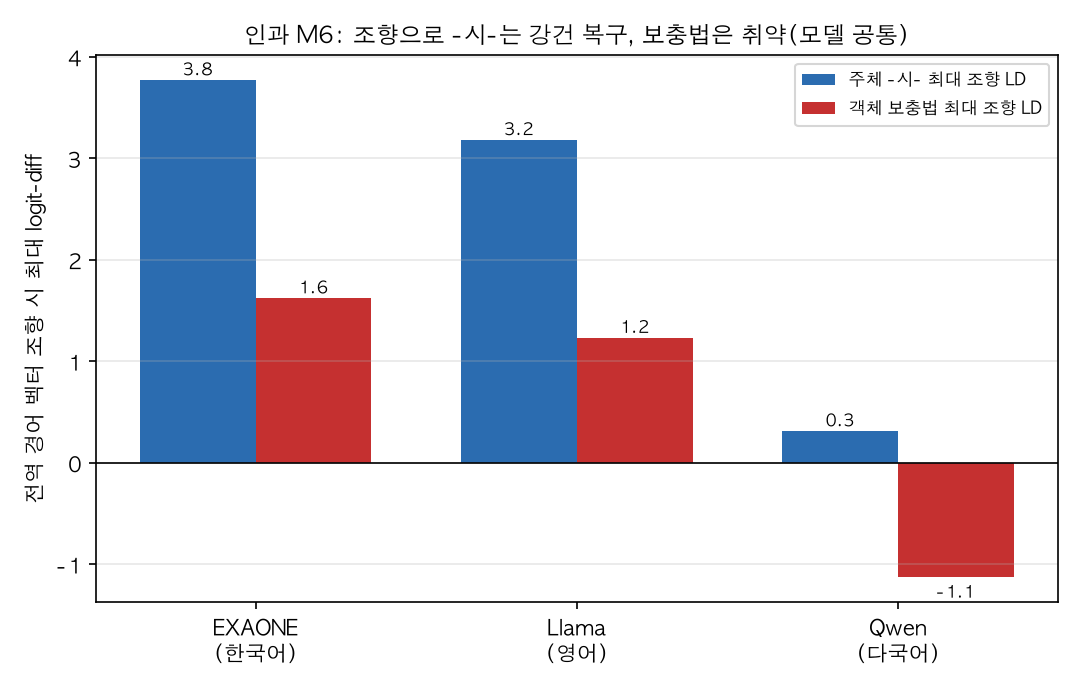 인과 M6: 조향으로 -시-는 강건 복구, 보충법은 취약(모델 공통)
주체 -시- 최대 조향 LD
객체 보충법 최대 조향 LD
전역 경어 벡터 조향 시 최대 logit-diff
4
3
2
1
0
-1
3.8
1.6
3.2
1.2
0.3
-1.1
EXAONE
(한국어)
Llama
(영어)
Qwen
(다국어)